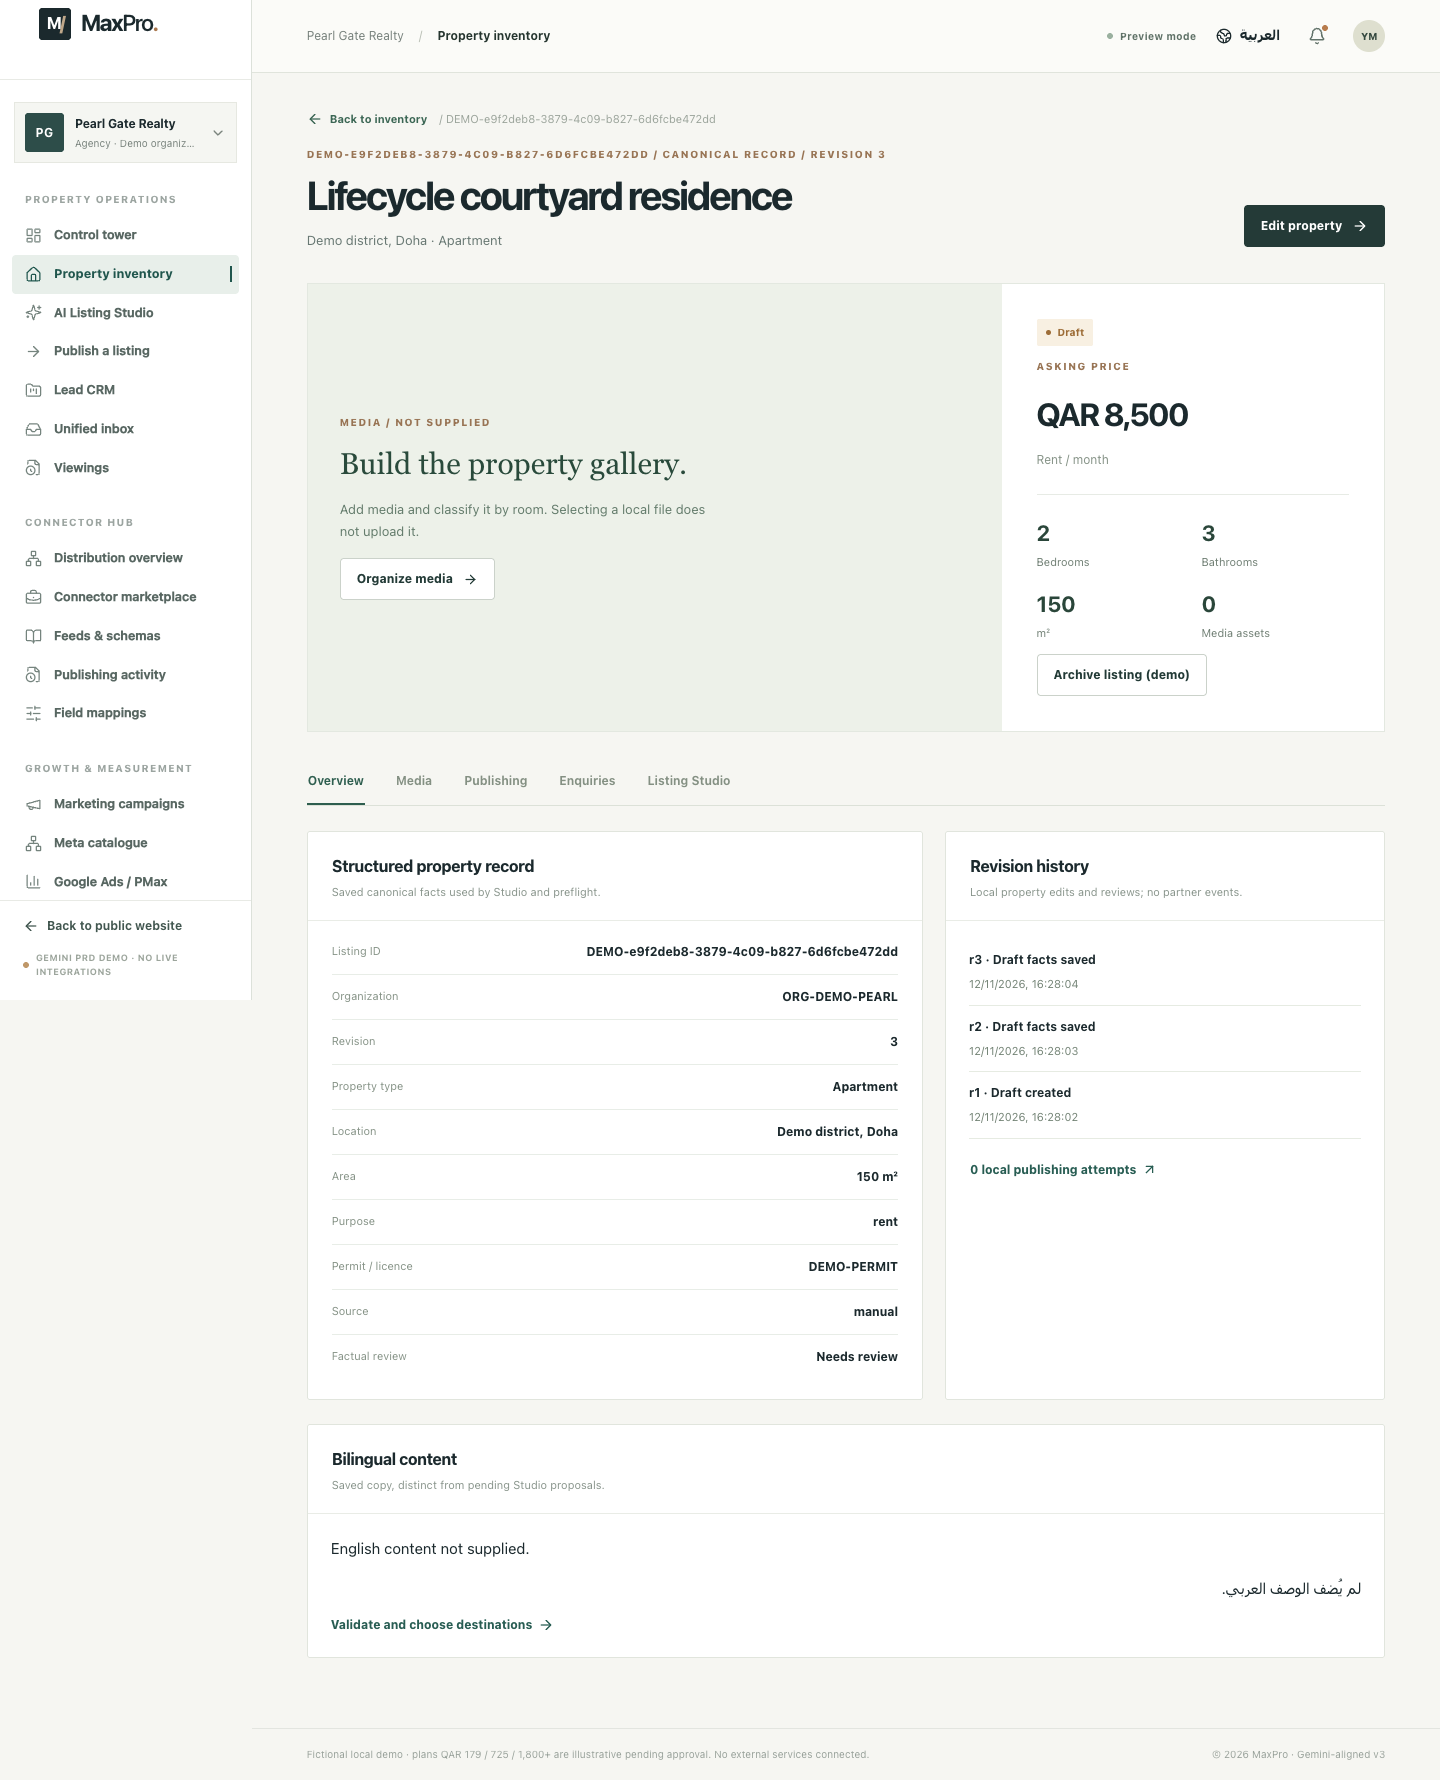 M/ MaxPro.
PG
Pearl Gate Realty
Agency · Demo organiz...
PROPERTY OPERATIONS
Control tower
Property inventory
AI Listing Studio
Publish a listing
Lead CRM
Unified inbox
Viewings
CONNECTOR HUB
Distribution overview
Connector marketplace
Feeds & schemas
Publishing activity
Field mappings
GROWTH & MEASUREMENT
Marketing campaigns
Meta catalogue
Google Ads / PMax
Back to public website
GEMINI PRD DEMO · NO LIVE
INTEGRATIONS
Pearl Gate Realty / Property inventory
Preview mode
العربية
YM
Back to inventory / DEMO-e9f2deb8-3879-4c09-b827-6d6fcbe472dd
DEMO-E9F2DEB8-3879-4C09-B827-6D6FCBE472DD / CANONICAL RECORD / REVISION 3
Lifecycle courtyard residence
Demo district, Doha · Apartment
Edit property
MEDIA / NOT SUPPLIED
Build the property gallery.
Add media and classify it by room. Selecting a local file does
not upload it.
Organize media
Draft
ASKING PRICE
QAR 8,500
Rent / month
2 3
Bedrooms Bathrooms
150 0
m² Media assets
Archive listing (demo)
Overview Media Publishing Enquiries Listing Studio
Structured property record
Saved canonical facts used by Studio and preflight.
Listing ID DEMO-e9f2deb8-3879-4c09-b827-6d6fcbe472dd
Organization ORG-DEMO-PEARL
Revision 3
Property type Apartment
Location Demo district, Doha
Area 150 m²
Purpose rent
Permit / licence DEMO-PERMIT
Source manual
Factual review Needs review
Revision history
Local property edits and reviews; no partner events.
r3 · Draft facts saved
12/11/2026, 16:28:04
r2 · Draft facts saved
12/11/2026, 16:28:03
r1 · Draft created
12/11/2026, 16:28:02
0 local publishing attempts
Bilingual content
Saved copy, distinct from pending Studio proposals.
English content not supplied.
لم يُضف الوصف العربي.
Validate and choose destinations
Fictional local demo · plans QAR 179 / 725 / 1,800+ are illustrative pending approval. No external services connected.
© 2026 MaxPro · Gemini-aligned v3